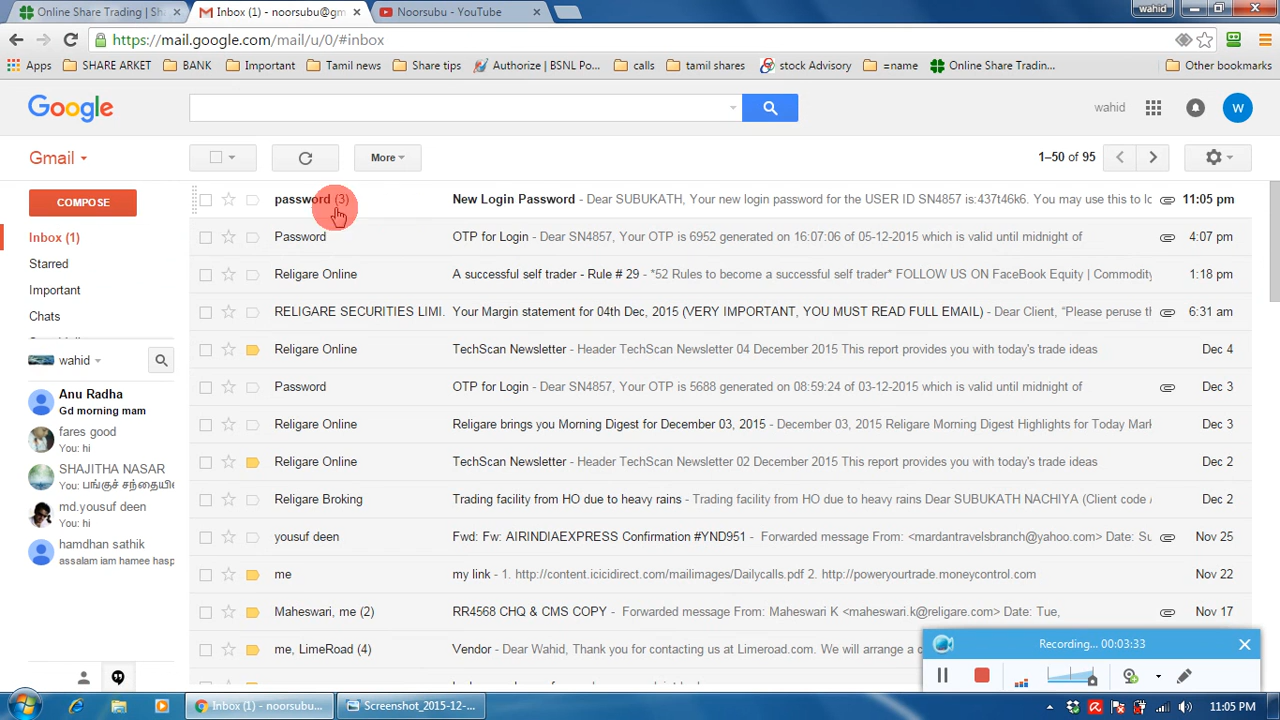 Online Share Trading | Sh
Inbox (1) - noorsubu@gm
Noorsubu - YouTube
wahid
https://mail.google.com/mail/u/0/#inbox
Apps
SHARE ARKET
BANK
Important
Tamil news
Share tips
Authorize | BSNL Po...
calls
tamil shares
stock Advisory
=name
Online Share Tradin...
Other bookmarks
Google
wahid
W
Gmail
More
1–50 of 95
COMPOSE
Inbox (1)
Starred
Important
Chats
wahid
Anu Radha
Gd morning mam
fares good
You: hi
SHAJITHA NASAR
You: பங்குச் சந்தையி
md.yousuf deen
You: hi
hamdhan sathik
assalam iam hamee hasp
password (3) New Login Password - Dear SUBUKATH, Your new login password for the USER ID SN4857 is:437t46k6. You may use this to lo 11:05 pm
Password OTP for Login - Dear SN4857, Your OTP is 6952 generated on 16:07:06 of 05-12-2015 which is valid until midnight of 4:07 pm
Religare Online A successful self trader - Rule # 29 - *52 Rules to become a successful self trader* FOLLOW US ON FaceBook Equity | Commodity 1:18 pm
RELIGARE SECURITIES LIMI. Your Margin statement for 04th Dec, 2015 (VERY IMPORTANT, YOU MUST READ FULL EMAIL) - Dear Client, "Please peruse th 6:31 am
Religare Online TechScan Newsletter - Header TechScan Newsletter 04 December 2015 This report provides you with today's trade ideas Dec 4
Password OTP for Login - Dear SN4857, Your OTP is 5688 generated on 08:59:24 of 03-12-2015 which is valid until midnight of Dec 3
Religare Online Religare brings you Morning Digest for December 03, 2015 - December 03, 2015 Religare Morning Digest Highlights for Today Mark Dec 3
Religare Online TechScan Newsletter - Header TechScan Newsletter 02 December 2015 This report provides you with today's trade ideas Dec 2
Religare Broking Trading facility from HO due to heavy rains - Trading facility from HO due to heavy rains Dear SUBUKATH NACHIYA (Client code Dec 2
yousuf deen Fwd: Fw: AIRINDIAEXPRESS Confirmation #YND951 - Forwarded message From: <mardantravelsbranch@yahoo.com> Date: Su Nov 25
me my link - 1. http://content.icicidirect.com/mailimages/Dailycalls.pdf 2. http://poweryourtrade.moneycontrol.com Nov 22
Maheswari, me (2) RR4568 CHQ & CMS COPY - Forwarded message From: Maheswari K <maheswari.k@religare.com> Date: Tue, Nov 17
me, LimeRoad (4) Vendor - Dear Wahid, Thank you for contacting us at Limeroad.com. We will arrange a c
Recording... 00:03:33
Inbox (1) - noorsubu...
Screenshot_2015-12-...
11:05 PM